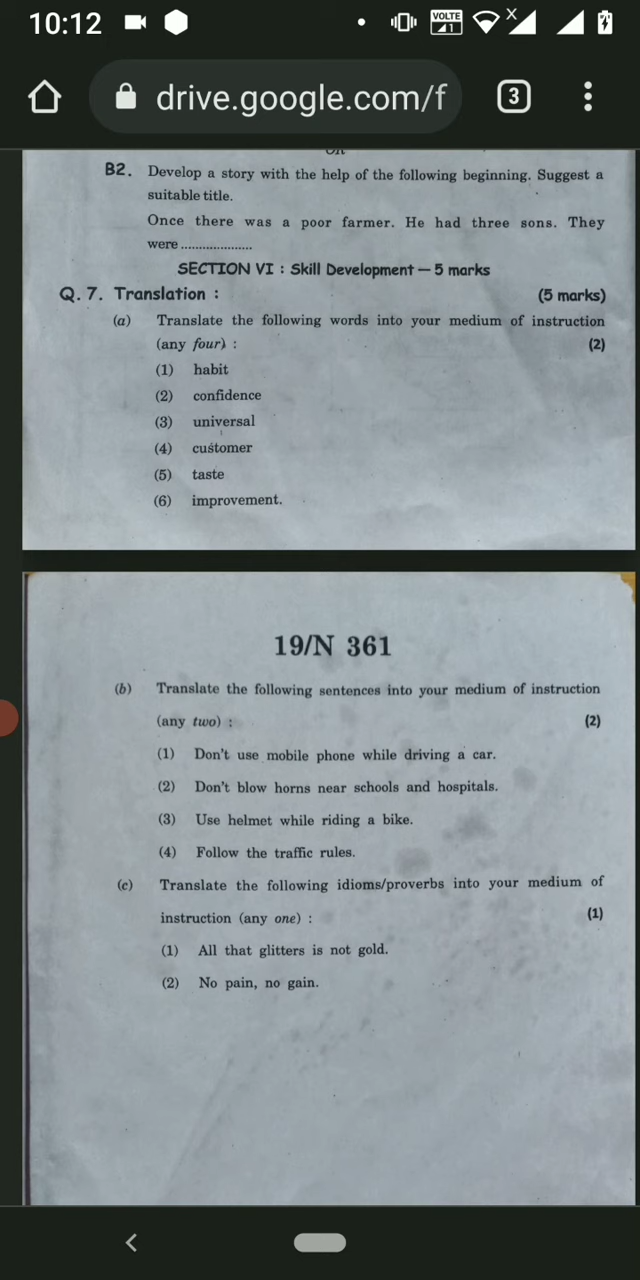 10:12
VOLTE
1
X
drive.google.com/f
3
B2. Develop a story with the help of the following beginning. Suggest a
suitable title.
Once there was a poor farmer. He had three sons. They
were ....................
SECTION VI : Skill Development — 5 marks
Q. 7. Translation : (5 marks)
(a) Translate the following words into your medium of instruction
(any four) : (2)
(1) habit
(2) confidence
(3) universal
(4) customer
(5) taste
(6) improvement.
19/N 361
(b) Translate the following sentences into your medium of instruction
(any two) : (2)
(1) Don't use mobile phone while driving a car.
(2) Don't blow horns near schools and hospitals.
(3) Use helmet while riding a bike.
(4) Follow the traffic rules.
(c) Translate the following idioms/proverbs into your medium of
instruction (any one) : (1)
(1) All that glitters is not gold.
(2) No pain, no gain.